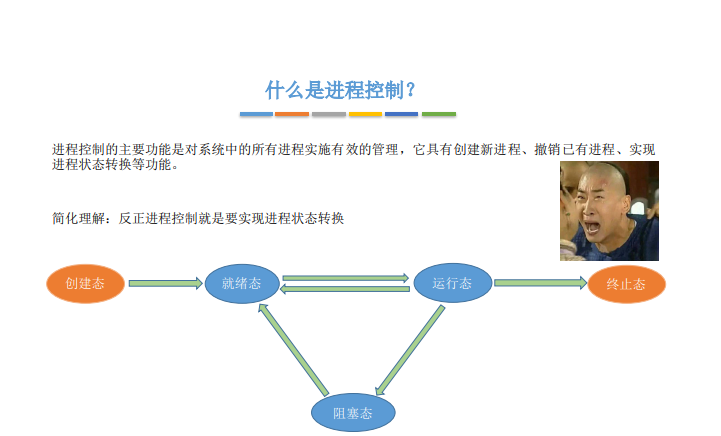 什么是进程控制？
进程控制的主要功能是对系统中的所有进程实施有效的管理，它具有创建新进程、撤销已有进程、实现
进程状态转换等功能。
简化理解：反正进程控制就是要实现进程状态转换
创建态
就绪态
运行态
终止态
阻塞态